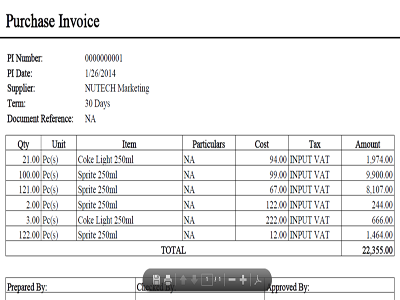 Purchase Invoice
PI Number: 0000000001
PI Date: 1/26/2014
Supplier: NUTECH Marketing
Term: 30 Days
Document Reference: NA
Qty Unit Item Particulars Cost Tax Amount
21.00 Pc(s) Coke Light 250ml NA 94.00 INPUT VAT 1,974.00
100.00 Pc(s) Sprite 250ml NA 99.00 INPUT VAT 9,900.00
121.00 Pc(s) Sprite 250ml NA 67.00 INPUT VAT 8,107.00
2.00 Pc(s) Sprite 250ml NA 122.00 INPUT VAT 244.00
3.00 Pc(s) Coke Light 250ml NA 222.00 INPUT VAT 666.00
122.00 Pc(s) Sprite 250ml NA 12.00 INPUT VAT 1,464.00
TOTAL 22,355.00
Prepared By: Checked By Approved By: